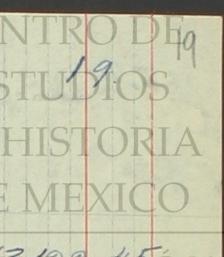 NTRO DE
19
STUDIOS
19
HISTORIA
E MEXICO